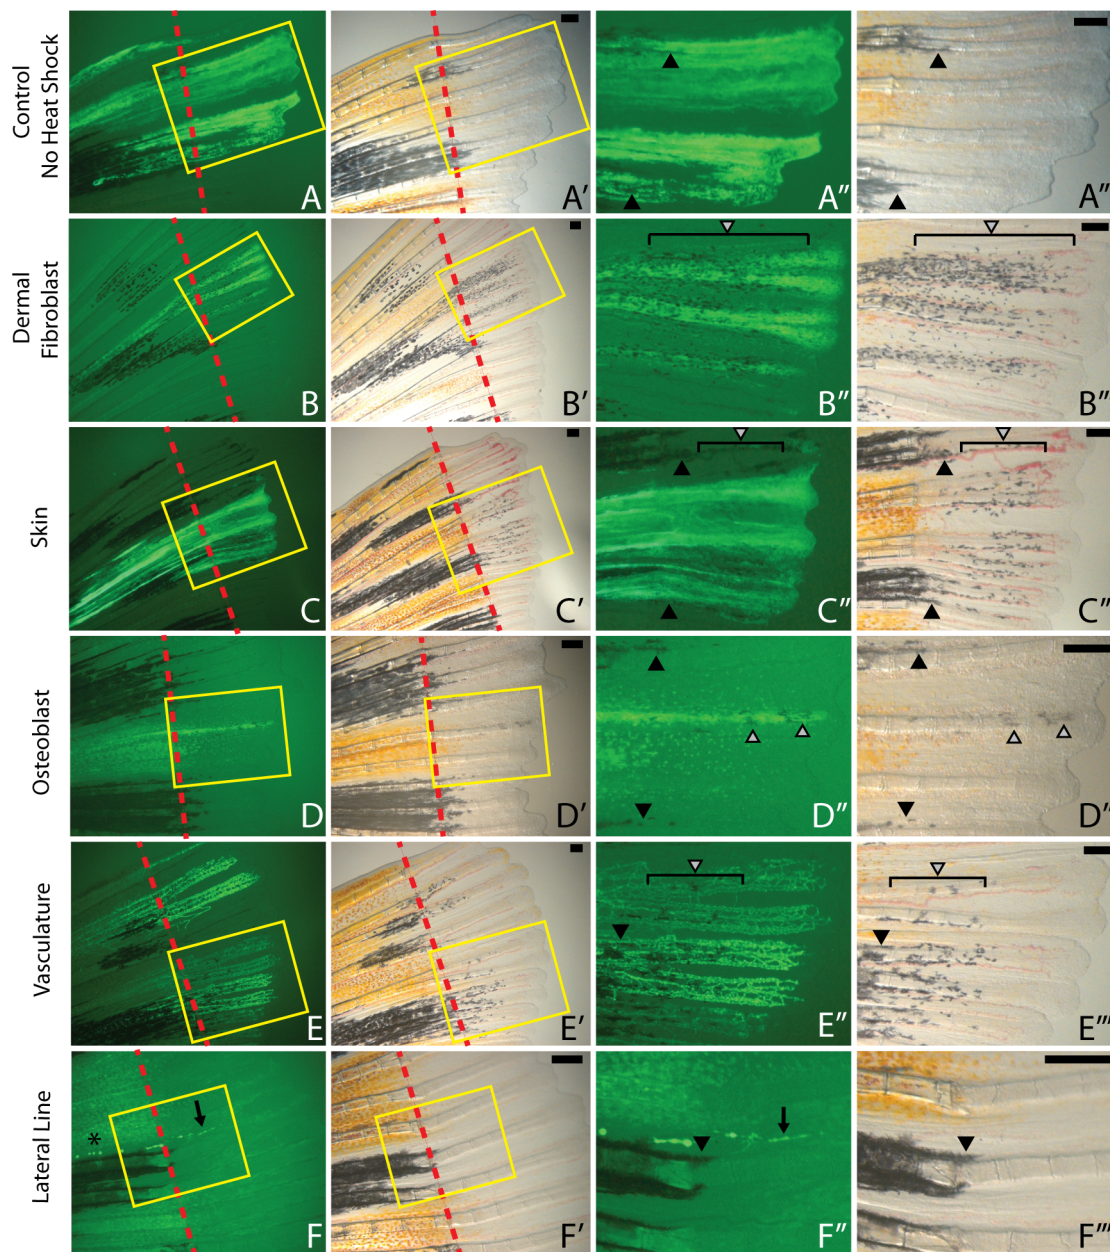 Control
No Heat Shock
A
A′
A″
A‴
Dermal
Fibroblast
B
B′
B″
B‴
Skin
C
C′
C″
C‴
Osteoblast
D
D′
D″
D‴
Vasculature
E
E′
E″
E‴
Lateral Line
*
F
F′
F″
F‴